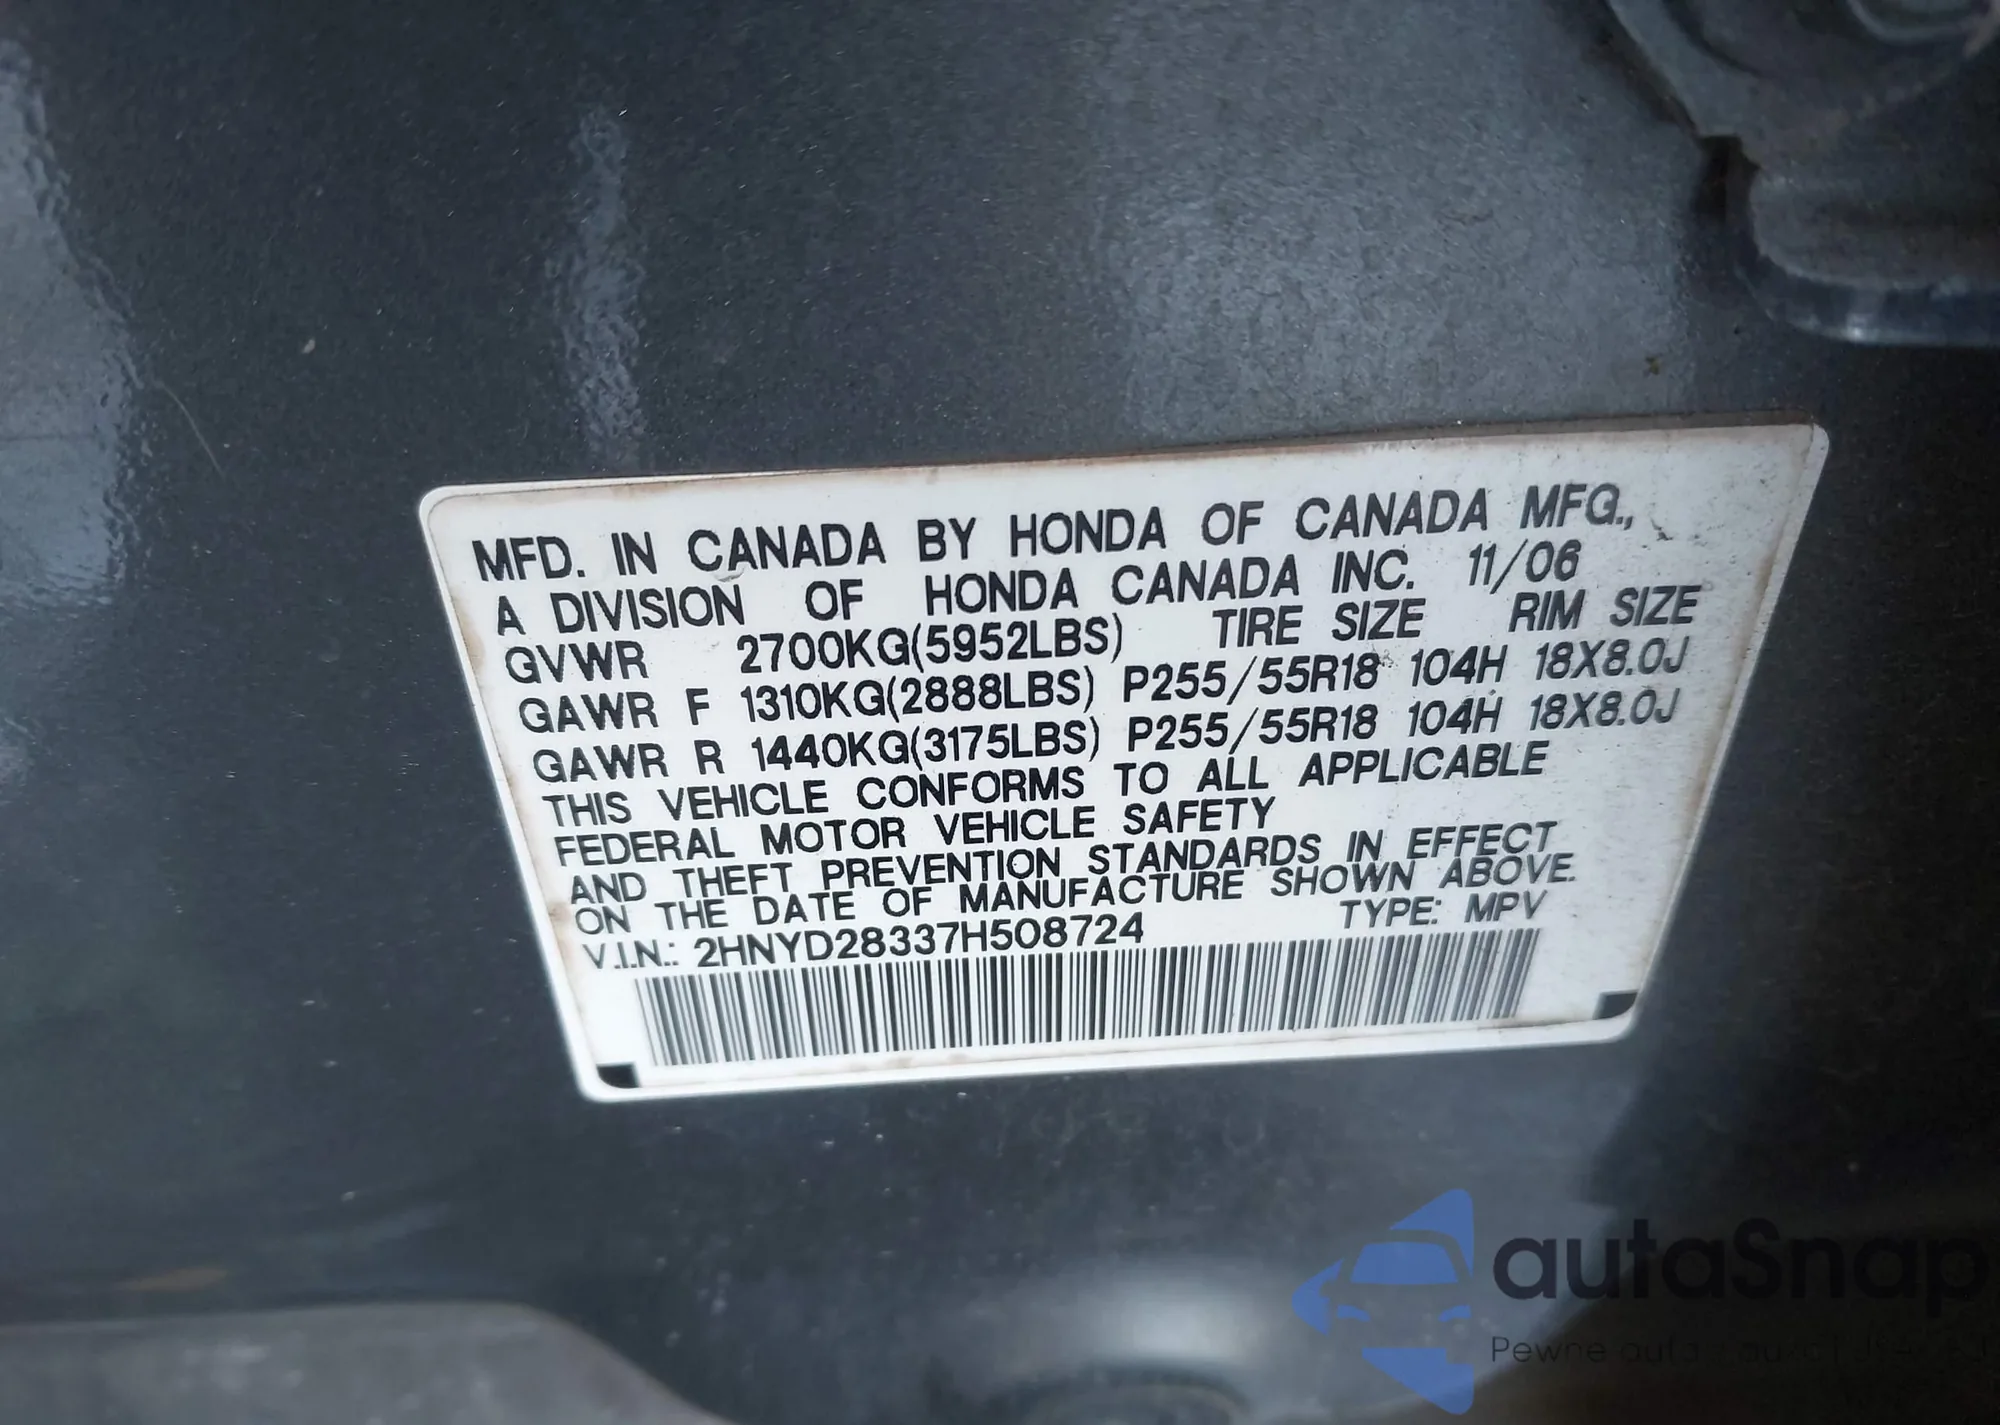 MFD. IN CANADA BY HONDA OF CANADA MFG.,
A DIVISION OF HONDA CANADA INC. 11/06
GVWR 2700KG(5952LBS) TIRE SIZE RIM SIZE
GAWR F 1310KG(2888LBS) P255/55R18 104H 18X8.0J
GAWR R 1440KG(3175LBS) P255/55R18 104H 18X8.0J
THIS VEHICLE CONFORMS TO ALL APPLICABLE
FEDERAL MOTOR VEHICLE SAFETY
AND THEFT PREVENTION STANDARDS IN EFFECT
ON THE DATE OF MANUFACTURE SHOWN ABOVE.
V.I.N.: 2HNYD28337H508724 TYPE: MPV
autaSnap
Pewne auta z